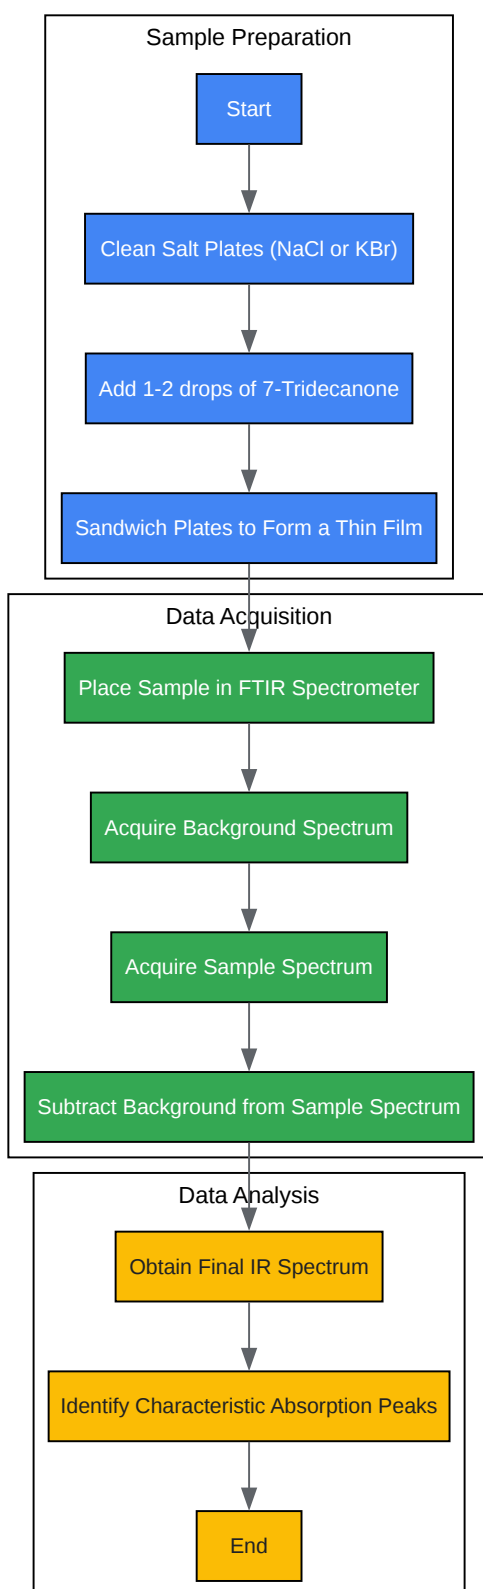 Sample Preparation
Start
Clean Salt Plates (NaCl or KBr)
Add 1-2 drops of 7-Tridecanone
Sandwich Plates to Form a Thin Film
Data Acquisition
Place Sample in FTIR Spectrometer
Acquire Background Spectrum
Acquire Sample Spectrum
Subtract Background from Sample Spectrum
Data Analysis
Obtain Final IR Spectrum
Identify Characteristic Absorption Peaks
End